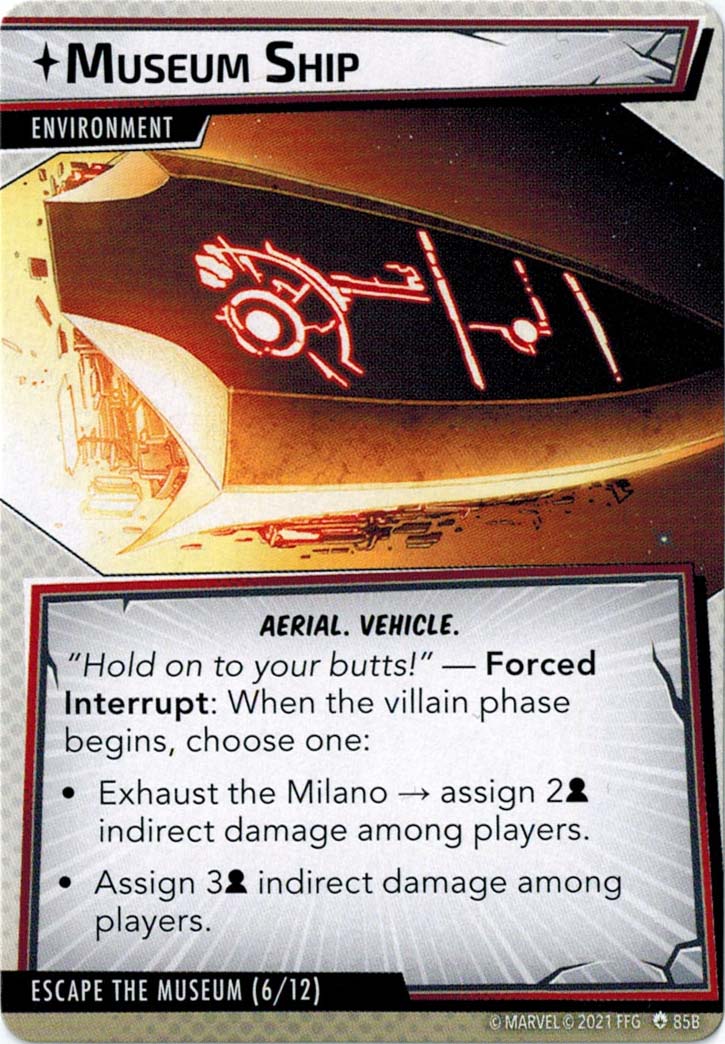 MUSEUM SHIP
ENVIRONMENT
AERIAL. VEHICLE.
"Hold on to your butts!" — Forced
Interrupt: When the villain phase
begins, choose one:
• Exhaust the Milano → assign 2
indirect damage among players.
• Assign 3 indirect damage among
players.
ESCAPE THE MUSEUM (6/12)
© MARVEL © 2021 FFG 85B